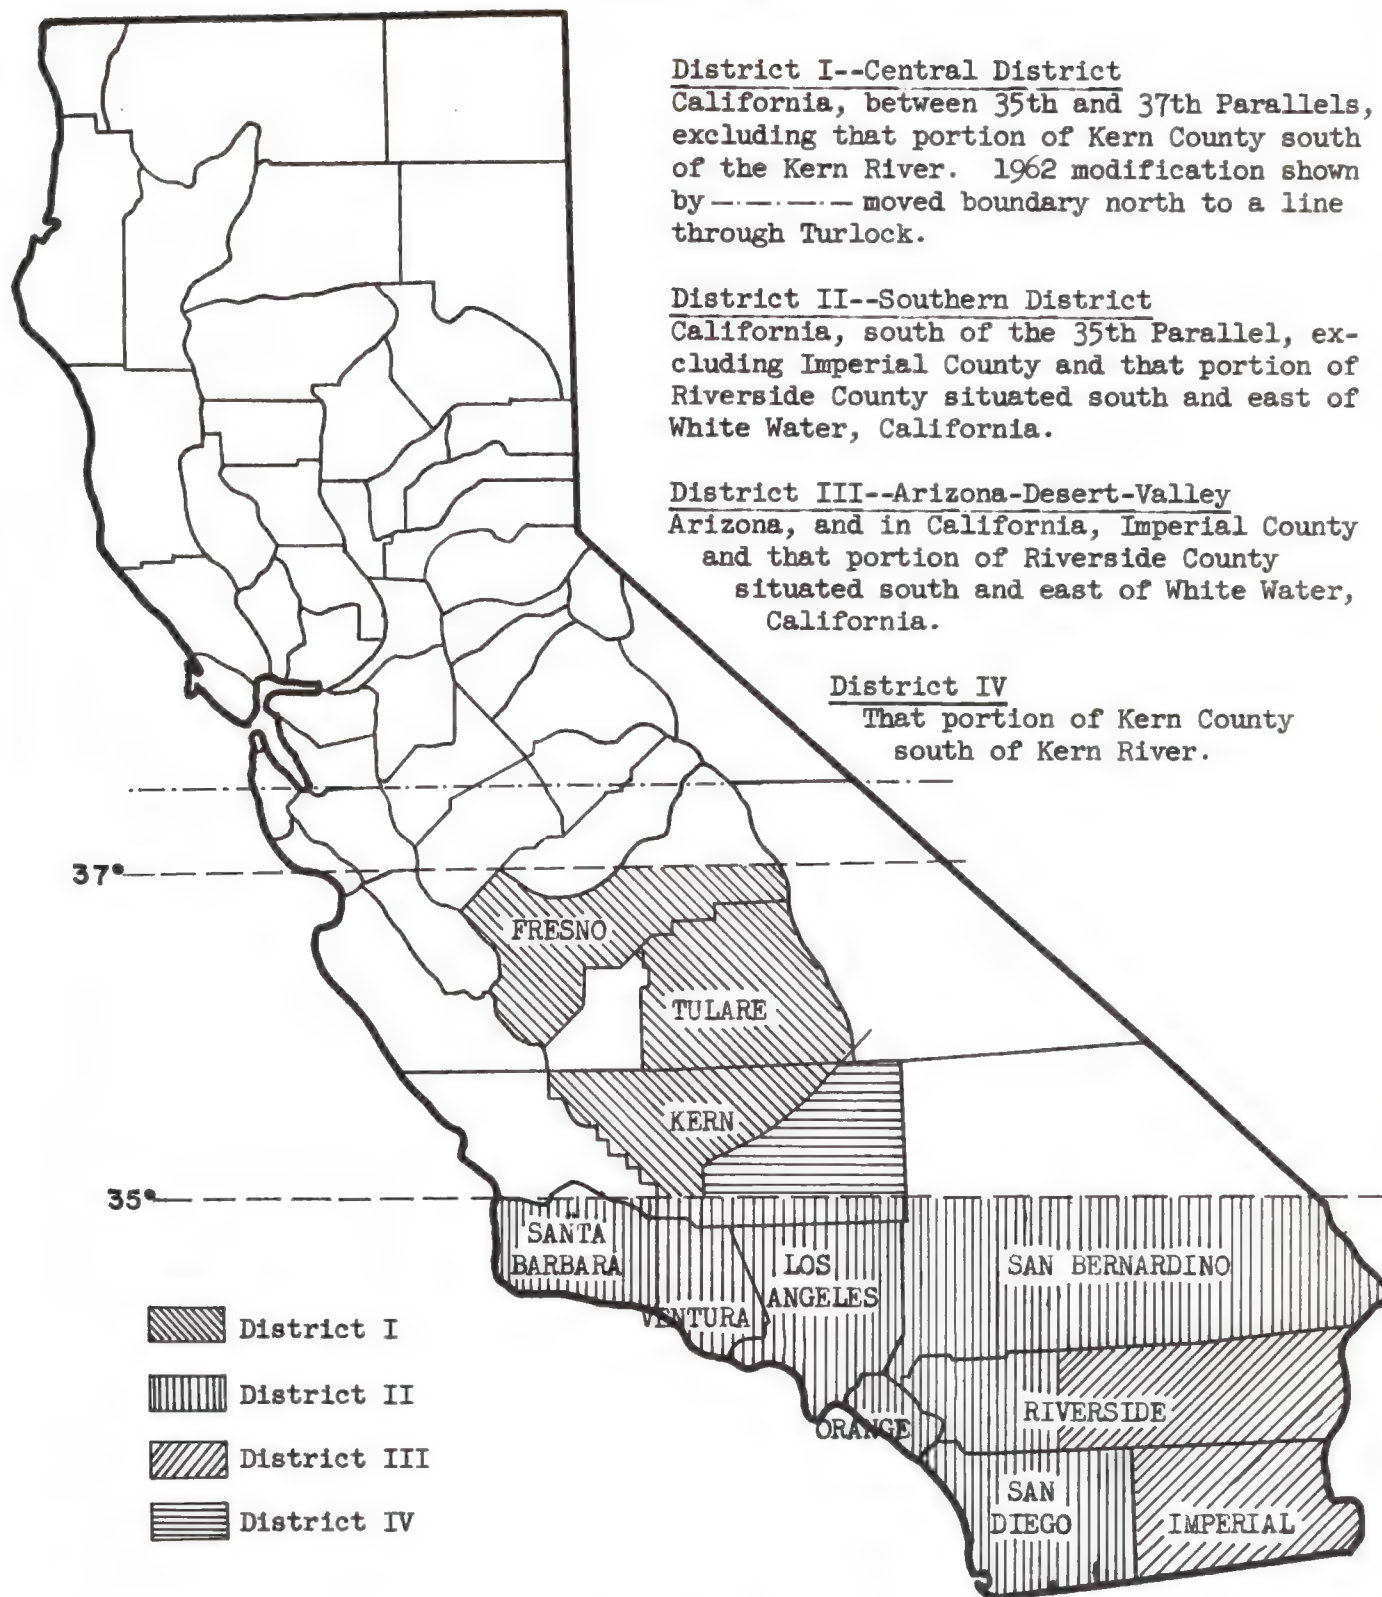 District I--Central District
California, between 35th and 37th Parallels,
excluding that portion of Kern County south
of the Kern River. 1962 modification shown
by —·—·—·— moved boundary north to a line
through Turlock.
District II--Southern District
California, south of the 35th Parallel, ex-
cluding Imperial County and that portion of
Riverside County situated south and east of
White Water, California.
District III--Arizona-Desert-Valley
Arizona, and in California, Imperial County
and that portion of Riverside County
situated south and east of White Water,
California.
District IV
That portion of Kern County
south of Kern River.
37°
FRESNO
TULARE
KERN
35°
SANTA
BARBARA
VENTURA
LOS
ANGELES
SAN BERNARDINO
ORANGE
RIVERSIDE
SAN
DIEGO
IMPERIAL
District I
District II
District III
District IV